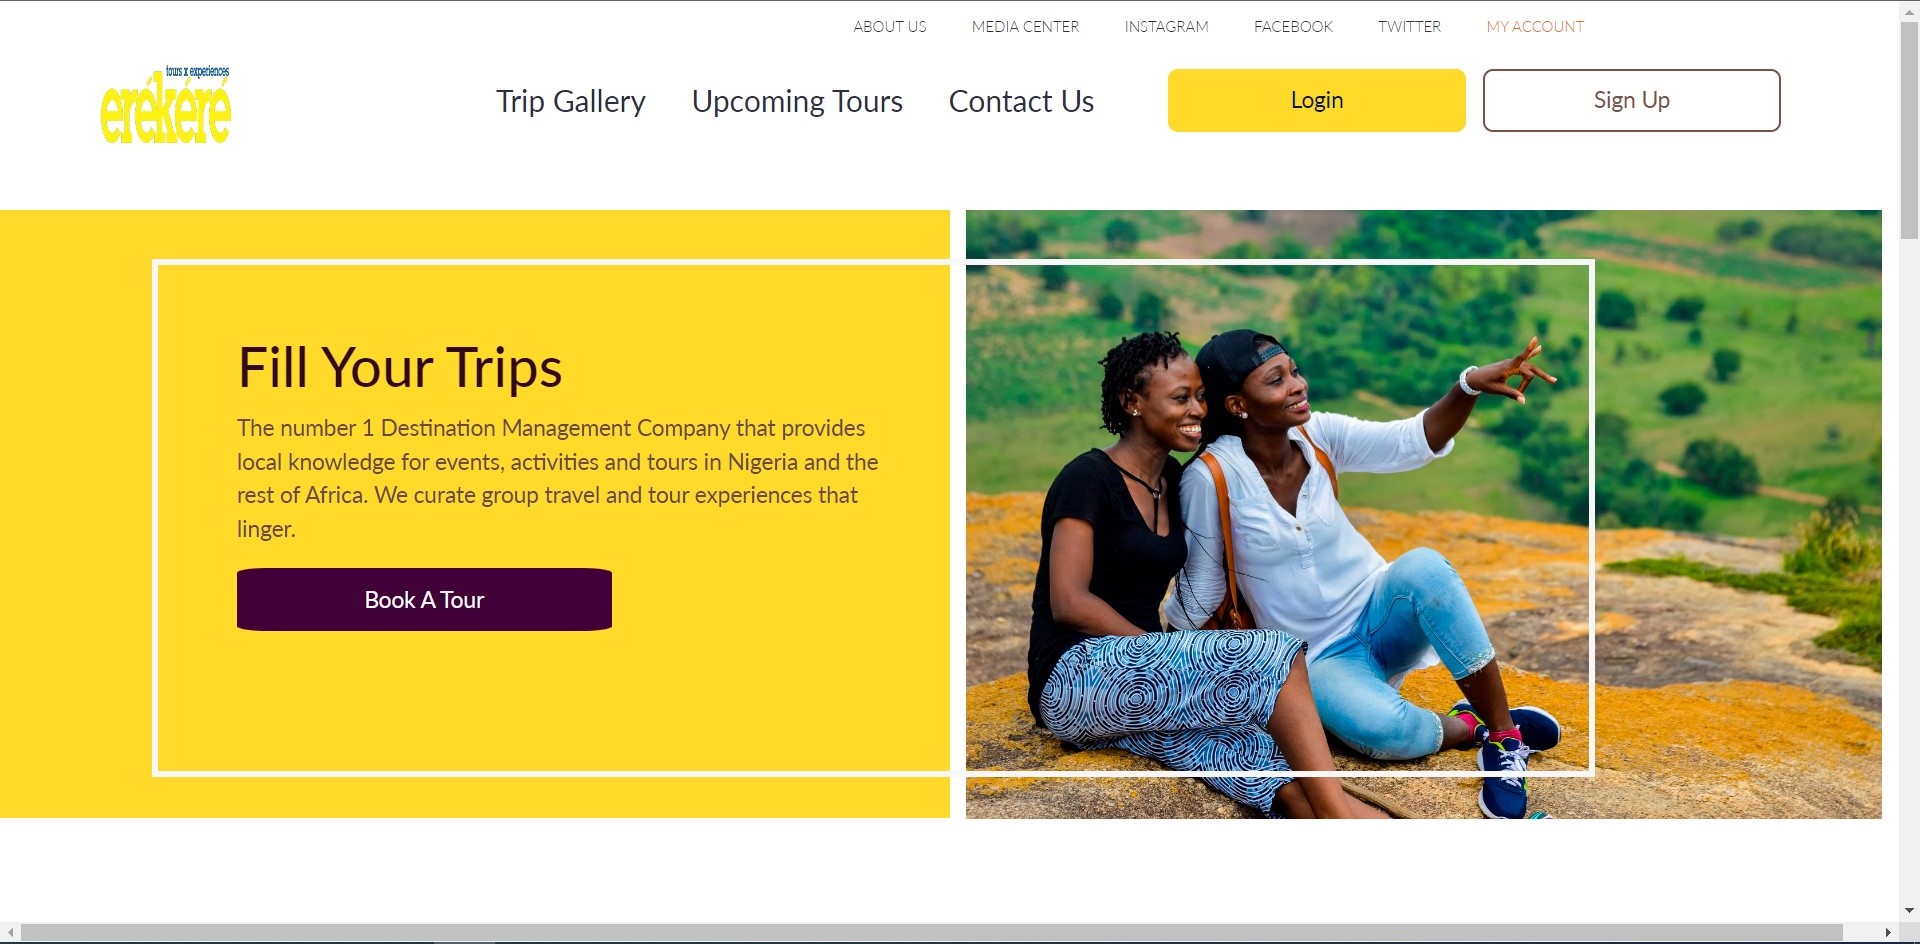 ABOUT US MEDIA CENTER INSTAGRAM FACEBOOK TWITTER MY ACCOUNT
tours x experiences
erékéré
Trip Gallery Upcoming Tours Contact Us Login Sign Up
Fill Your Trips
The number 1 Destination Management Company that provides
local knowledge for events, activities and tours in Nigeria and the
rest of Africa. We curate group travel and tour experiences that
linger.
Book A Tour